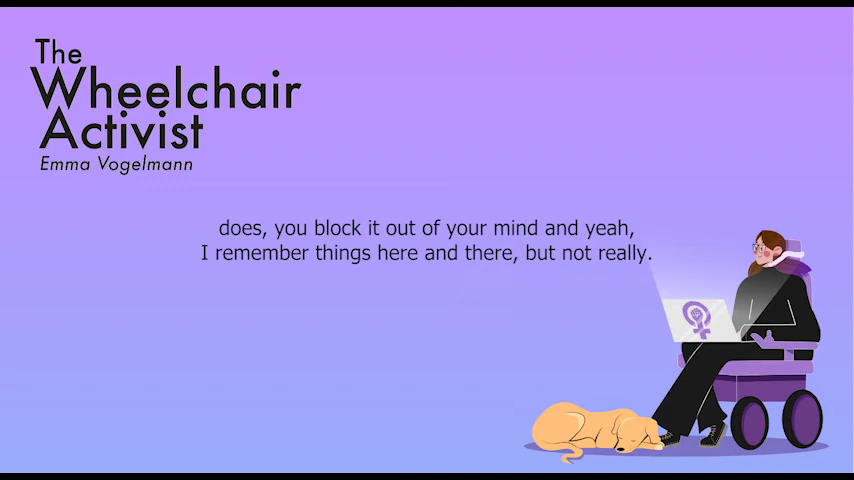 The
Wheelchair
Activist
Emma Vogelmann
does, you block it out of your mind and yeah,
I remember things here and there, but not really.